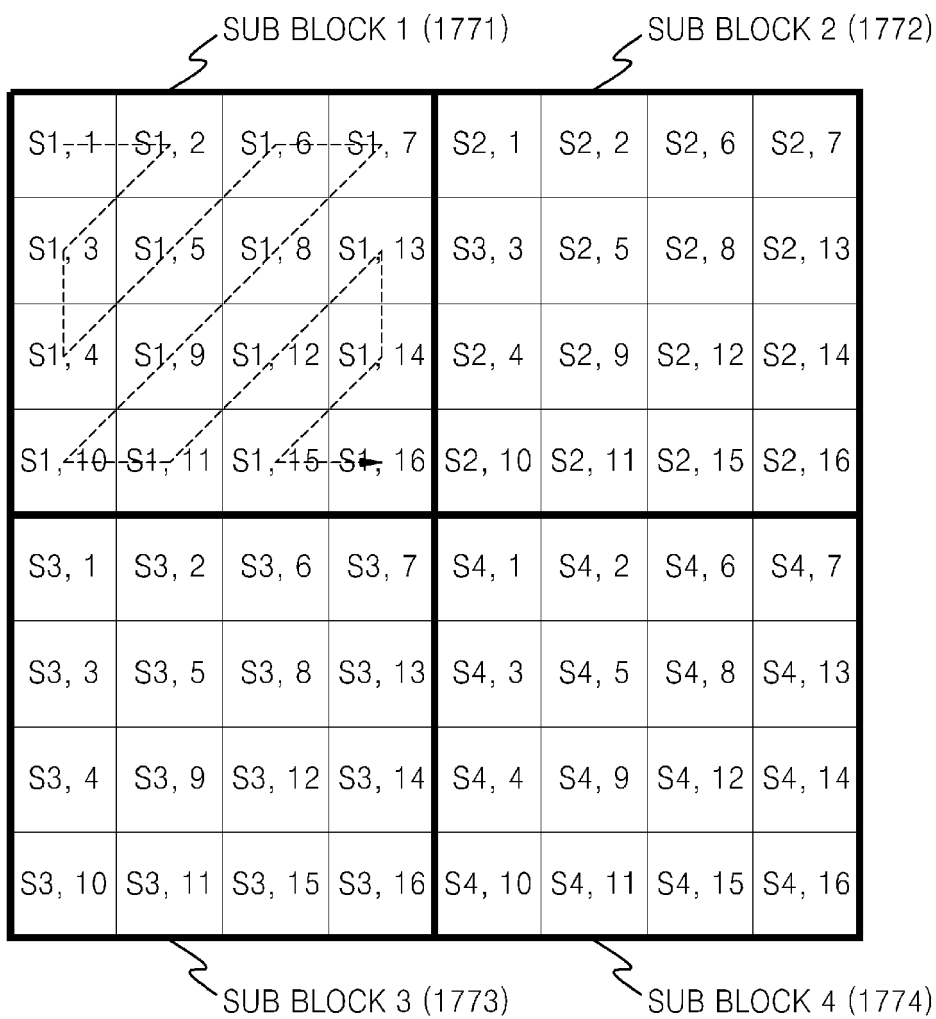 SUB BLOCK 1 (1771) SUB BLOCK 2 (1772)
S1, 1 S1, 2 S1, 6 S1, 7 S2, 1 S2, 2 S2, 6 S2, 7
S1, 3 S1, 5 S1, 8 S1, 13 S3, 3 S2, 5 S2, 8 S2, 13
S1, 4 S1, 9 S1, 12 S1, 14 S2, 4 S2, 9 S2, 12 S2, 14
S1, 10 S1, 11 S1, 15 S1, 16 S2, 10 S2, 11 S2, 15 S2, 16
S3, 1 S3, 2 S3, 6 S3, 7 S4, 1 S4, 2 S4, 6 S4, 7
S3, 3 S3, 5 S3, 8 S3, 13 S4, 3 S4, 5 S4, 8 S4, 13
S3, 4 S3, 9 S3, 12 S3, 14 S4, 4 S4, 9 S4, 12 S4, 14
S3, 10 S3, 11 S3, 15 S3, 16 S4, 10 S4, 11 S4, 15 S4, 16
SUB BLOCK 3 (1773) SUB BLOCK 4 (1774)